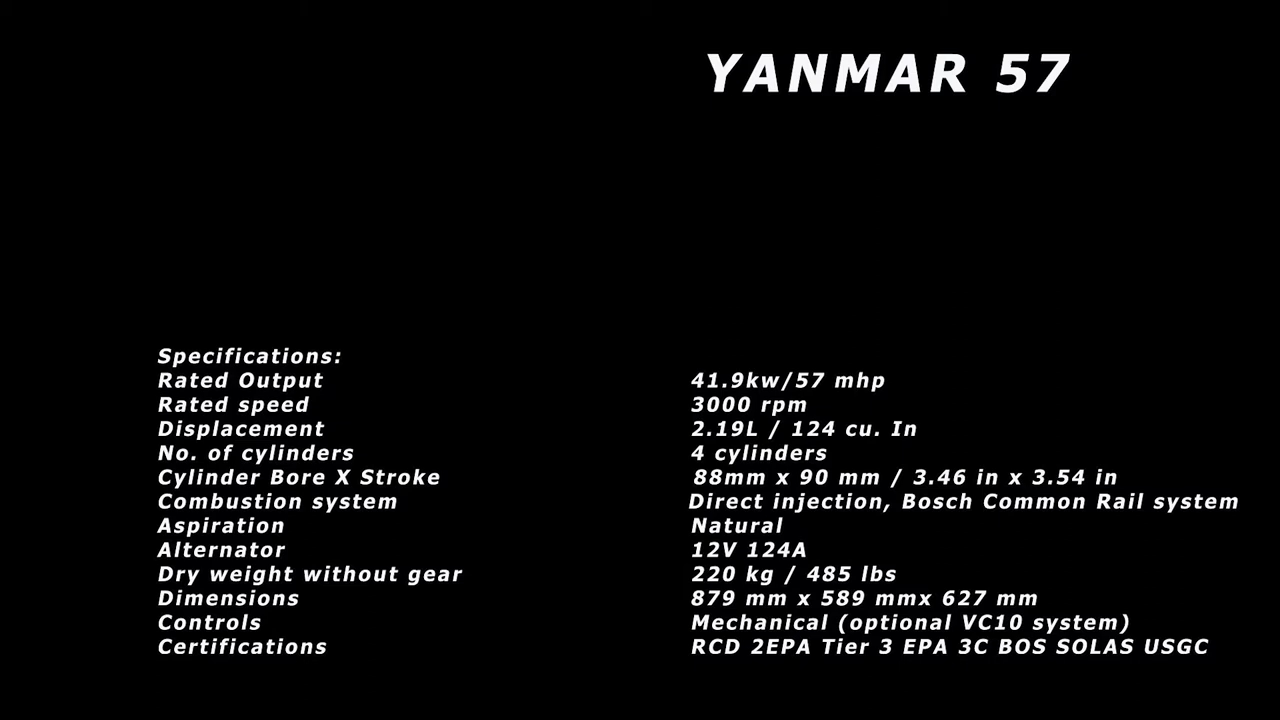 YANMAR 57
Specifications:
Rated Output 41.9kw/57 mhp
Rated speed 3000 rpm
Displacement 2.19L / 124 cu. In
No. of cylinders 4 cylinders
Cylinder Bore X Stroke 88mm x 90 mm / 3.46 in x 3.54 in
Combustion system Direct injection, Bosch Common Rail system
Aspiration Natural
Alternator 12V 124A
Dry weight without gear 220 kg / 485 lbs
Dimensions 879 mm x 589 mmx 627 mm
Controls Mechanical (optional VC10 system)
Certifications RCD 2EPA Tier 3 EPA 3C BOS SOLAS USGC